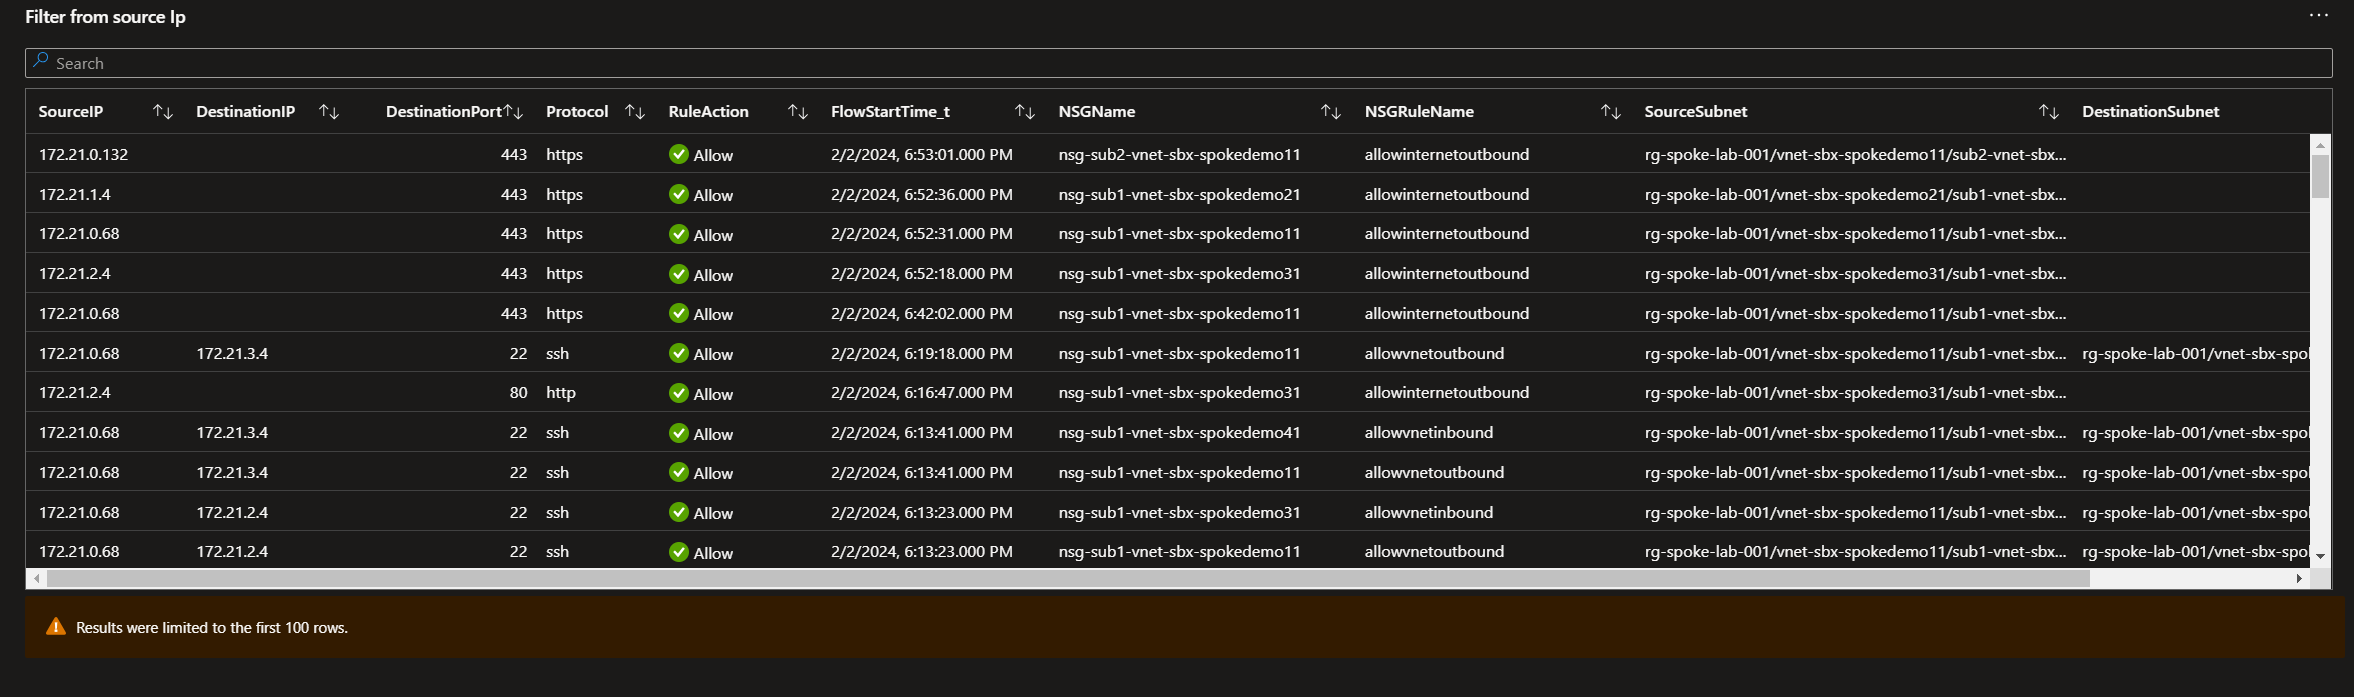 Filter from source Ip
Search
SourceIP DestinationIP DestinationPort Protocol RuleAction FlowStartTime_t NSGName NSGRuleName SourceSubnet DestinationSubnet
172.21.0.132 443 https Allow 2/2/2024, 6:53:01.000 PM nsg-sub2-vnet-sbx-spokedemo11 allowinternetoutbound rg-spoke-lab-001/vnet-sbx-spokedemo11/sub2-vnet-sbx...
172.21.1.4 443 https Allow 2/2/2024, 6:52:36.000 PM nsg-sub1-vnet-sbx-spokedemo21 allowinternetoutbound rg-spoke-lab-001/vnet-sbx-spokedemo21/sub1-vnet-sbx...
172.21.0.68 443 https Allow 2/2/2024, 6:52:31.000 PM nsg-sub1-vnet-sbx-spokedemo11 allowinternetoutbound rg-spoke-lab-001/vnet-sbx-spokedemo11/sub1-vnet-sbx...
172.21.2.4 443 https Allow 2/2/2024, 6:52:18.000 PM nsg-sub1-vnet-sbx-spokedemo31 allowinternetoutbound rg-spoke-lab-001/vnet-sbx-spokedemo31/sub1-vnet-sbx...
172.21.0.68 443 https Allow 2/2/2024, 6:42:02.000 PM nsg-sub1-vnet-sbx-spokedemo11 allowinternetoutbound rg-spoke-lab-001/vnet-sbx-spokedemo11/sub1-vnet-sbx...
172.21.0.68 172.21.3.4 22 ssh Allow 2/2/2024, 6:19:18.000 PM nsg-sub1-vnet-sbx-spokedemo11 allowvnetoutbound rg-spoke-lab-001/vnet-sbx-spokedemo11/sub1-vnet-sbx... rg-spoke-lab-001/vnet-sbx-spol
172.21.2.4 80 http Allow 2/2/2024, 6:16:47.000 PM nsg-sub1-vnet-sbx-spokedemo31 allowinternetoutbound rg-spoke-lab-001/vnet-sbx-spokedemo31/sub1-vnet-sbx...
172.21.0.68 172.21.3.4 22 ssh Allow 2/2/2024, 6:13:41.000 PM nsg-sub1-vnet-sbx-spokedemo41 allowvnetinbound rg-spoke-lab-001/vnet-sbx-spokedemo11/sub1-vnet-sbx... rg-spoke-lab-001/vnet-sbx-spol
172.21.0.68 172.21.3.4 22 ssh Allow 2/2/2024, 6:13:41.000 PM nsg-sub1-vnet-sbx-spokedemo11 allowvnetoutbound rg-spoke-lab-001/vnet-sbx-spokedemo11/sub1-vnet-sbx... rg-spoke-lab-001/vnet-sbx-spol
172.21.0.68 172.21.2.4 22 ssh Allow 2/2/2024, 6:13:23.000 PM nsg-sub1-vnet-sbx-spokedemo31 allowvnetinbound rg-spoke-lab-001/vnet-sbx-spokedemo11/sub1-vnet-sbx... rg-spoke-lab-001/vnet-sbx-spol
172.21.0.68 172.21.2.4 22 ssh Allow 2/2/2024, 6:13:23.000 PM nsg-sub1-vnet-sbx-spokedemo11 allowvnetoutbound rg-spoke-lab-001/vnet-sbx-spokedemo11/sub1-vnet-sbx... rg-spoke-lab-001/vnet-sbx-spol
Results were limited to the first 100 rows.